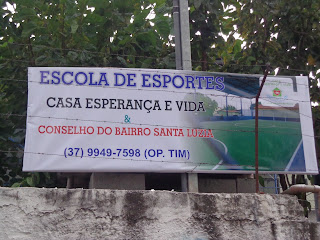 ESCOLA DE ESPORTES
CASA ESPERANÇA E VIDA
&
CONSELHO DO BAIRRO SANTA LUZIA
(37) 9949-7598 (OP. TIM)